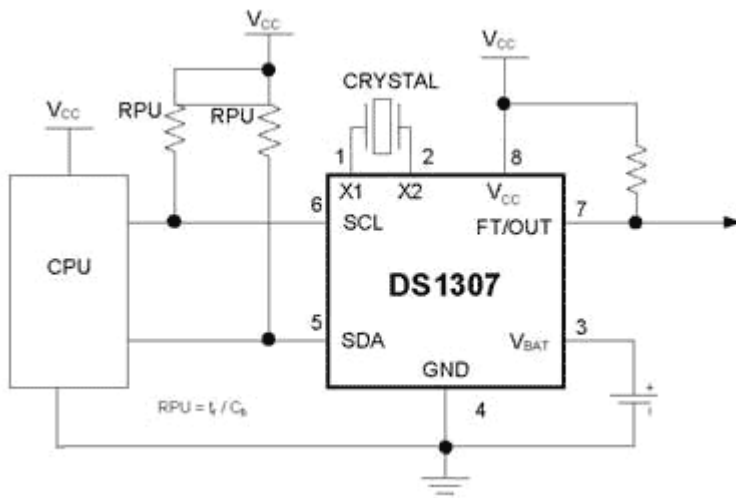 VCC
VCC
CRYSTAL
VCC
RPU
RPU
1
2
8
X1
X2
VCC
6
SCL
FT/OUT
7
CPU
DS1307
5
SDA
VBAT
3
GND
RPU = tr / Cb
4
+